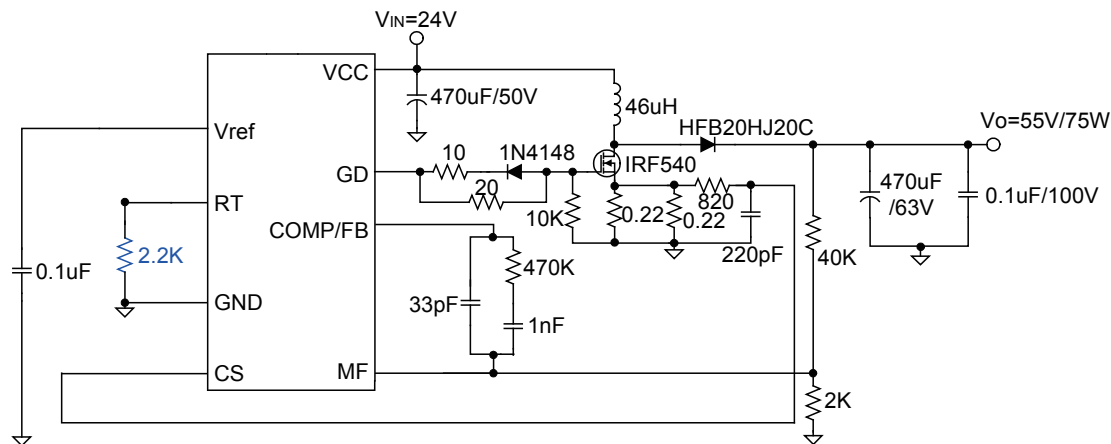 VIN=24V
VCC
470uF/50V
46uH
HFB20HJ20C
Vo=55V/75W
Vref
10
1N4148
IRF540
GD
20
470uF
/63V
0.1uF/100V
RT
10K
0.22
0.22
820
COMP/FB
220pF
40K
0.1uF
2.2K
470K
GND
33pF
1nF
CS
MF
2K